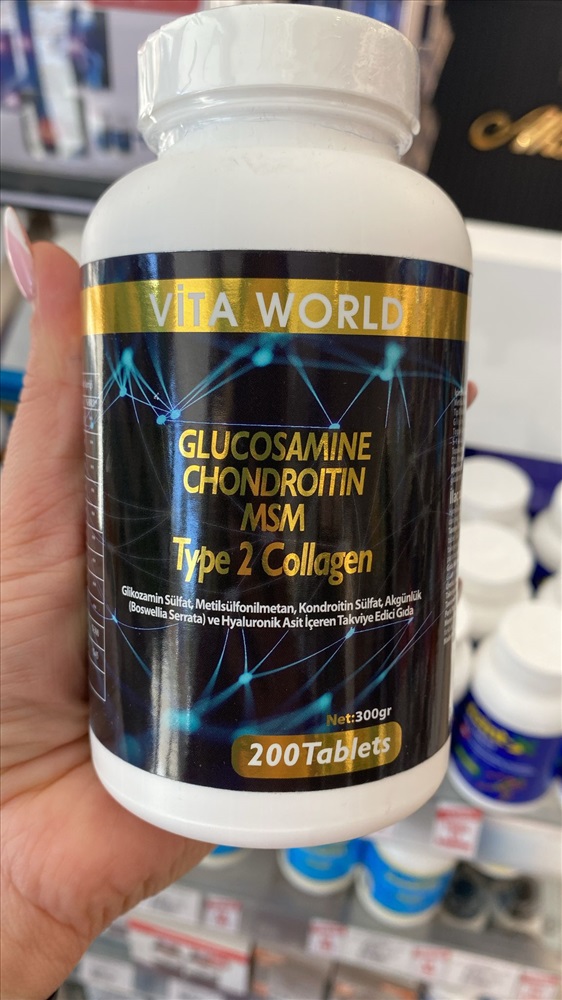 VİTA WORLD
GLUCOSAMINE
CHONDROITIN
MSM
Type 2 Collagen
Glikozamin Sülfat, Metilsülfonilmetan, Kondroitin Sülfat, Akgünlük
(Boswellia Serrata) ve Hyaluronik Asit İçeren Takviye Edici Gıda
Net:300gr
200Tablets